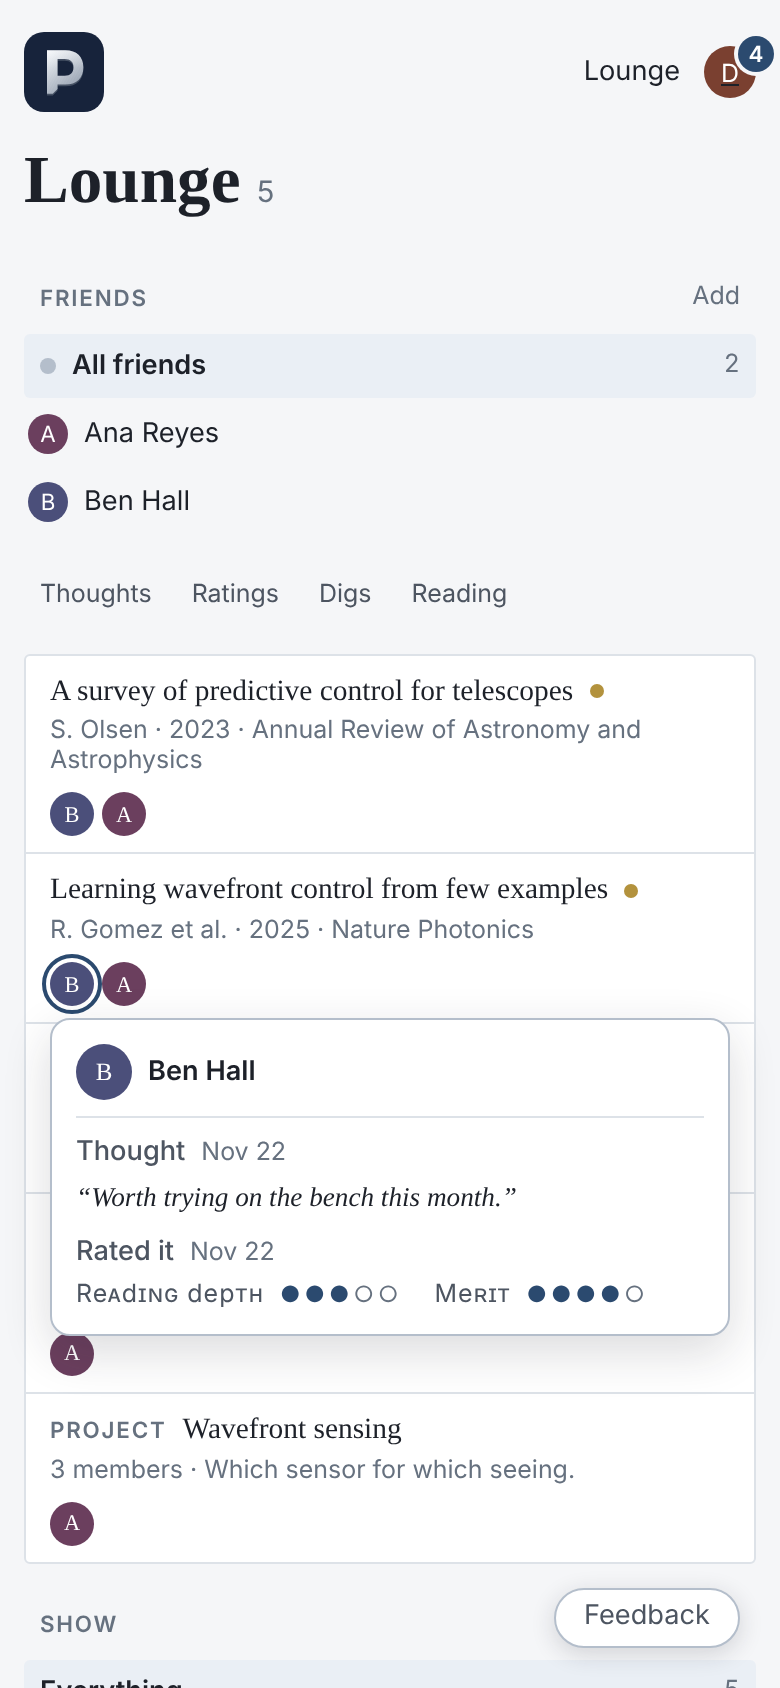 P
Lounge
D
4
Lounge 5
FRIENDS
Add
All friends
2
A Ana Reyes
B Ben Hall
Thoughts Ratings Digs Reading
A survey of predictive control for telescopes
S. Olsen · 2023 · Annual Review of Astronomy and
Astrophysics
B A
Learning wavefront control from few examples
R. Gomez et al. · 2025 · Nature Photonics
B A
B Ben Hall
Thought Nov 22
“Worth trying on the bench this month.”
Rated it Nov 22
Reading depth Merit
A
PROJECT Wavefront sensing
3 members · Which sensor for which seeing.
A
SHOW
Feedback
Everything
5